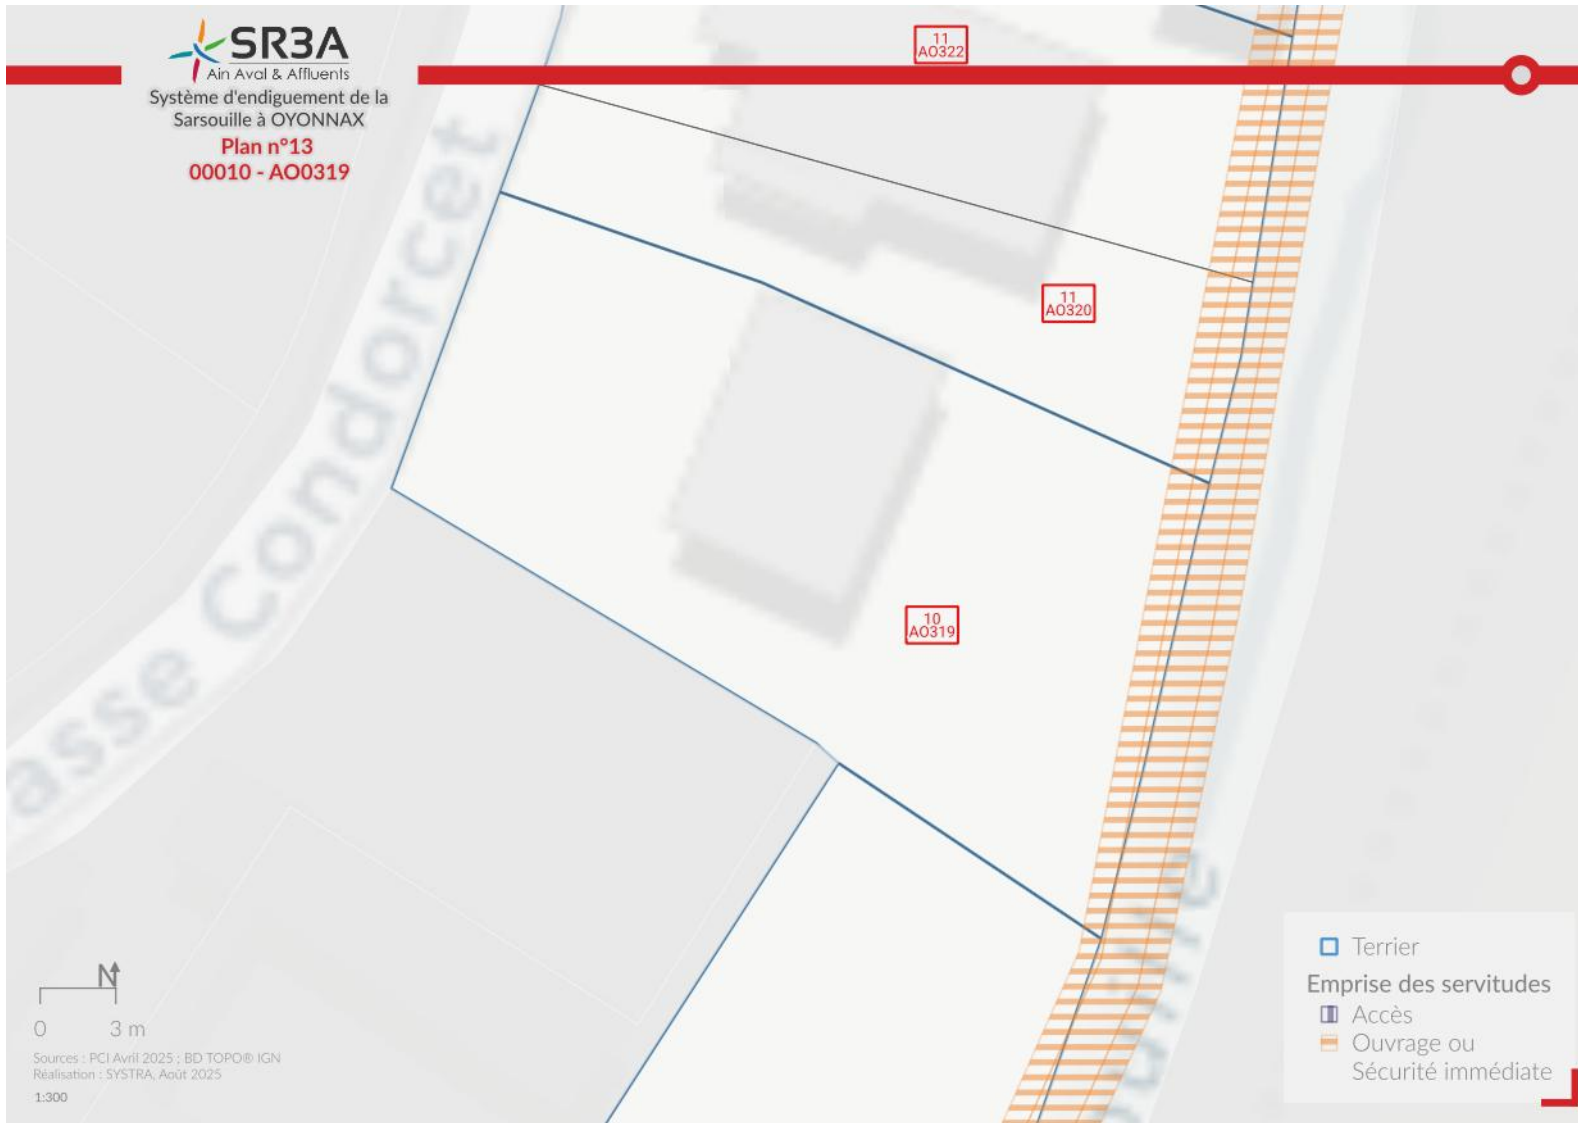 SR3A
Ain Aval & Affluents
Système d'endiguement de la
Sarsouille à OYONNAX
Plan n°13
00010 - AO0319
11
AO322
11
AO320
10
AO319
asse Condorcet
N
0 3 m
Sources : PCI Avril 2025 ; BD TOPO® IGN
Réalisation : SYSTRA, Août 2025
1:300
Terrier
Emprise des servitudes
Accès
Ouvrage ou
Sécurité immédiate